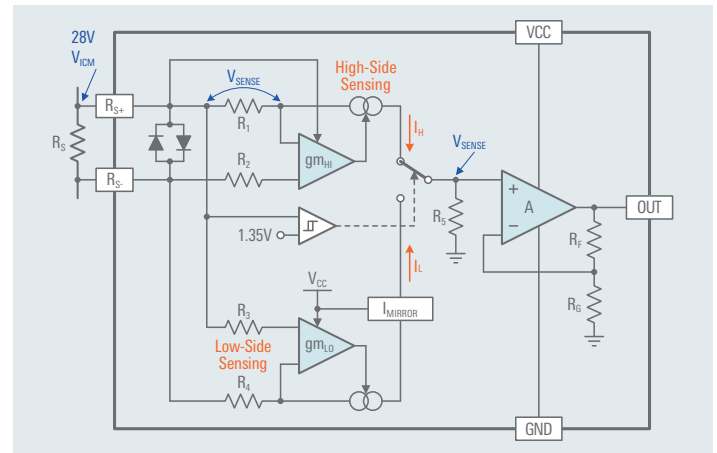 28V
VICM
VCC
High-Side
Sensing
VSENSE
RS+
R1
IH
RS
VSENSE
RS-
R2
gmHI
+
A
−
R5
OUT
1.35V
RF
IL
VCC
RG
R3
IMIRROR
Low-Side
Sensing
gmLO
R4
GND